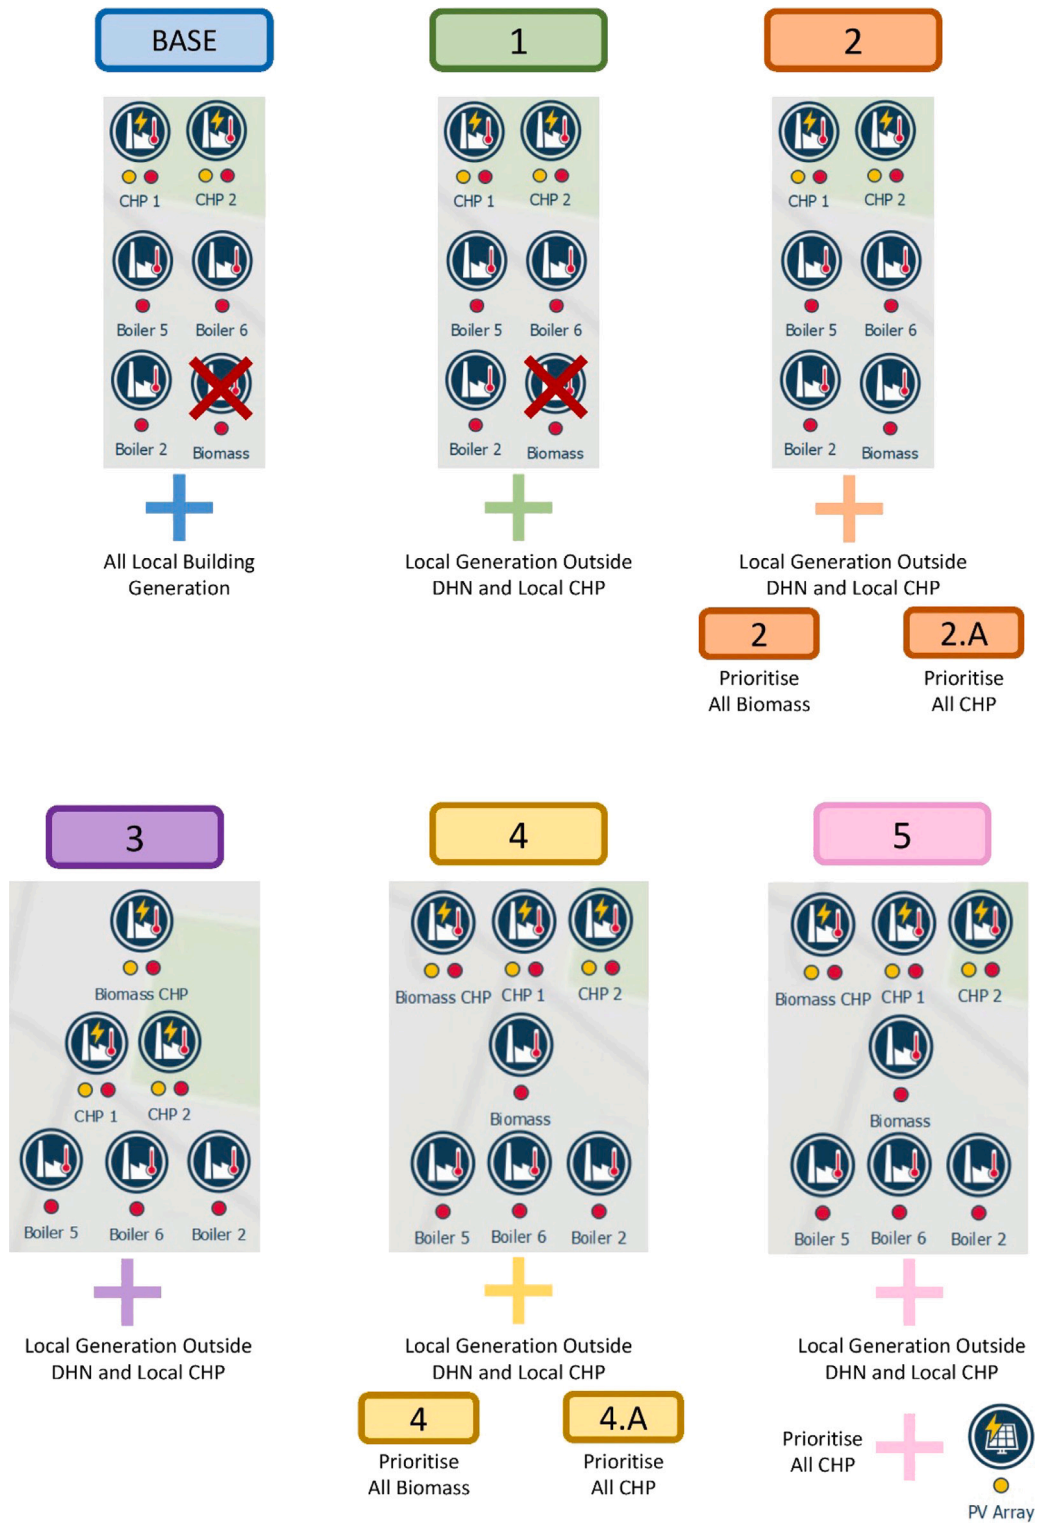 BASE
CHP 1 CHP 2
Boiler 5 Boiler 6
Boiler 2 Biomass
All Local Building
Generation
1
CHP 1 CHP 2
Boiler 5 Boiler 6
Boiler 2 Biomass
Local Generation Outside
DHN and Local CHP
2
CHP 1 CHP 2
Boiler 5 Boiler 6
Boiler 2 Biomass
Local Generation Outside
DHN and Local CHP
2
Prioritise
All Biomass
2.A
Prioritise
All CHP
3
Biomass CHP
CHP 1 CHP 2
Boiler 5 Boiler 6 Boiler 2
Local Generation Outside
DHN and Local CHP
4
Biomass CHP CHP 1 CHP 2
Biomass
Boiler 5 Boiler 6 Boiler 2
Local Generation Outside
DHN and Local CHP
4
Prioritise
All Biomass
4.A
Prioritise
All CHP
5
Biomass CHP CHP 1 CHP 2
Biomass
Boiler 5 Boiler 6 Boiler 2
Local Generation Outside
DHN and Local CHP
Prioritise
All CHP
PV Array